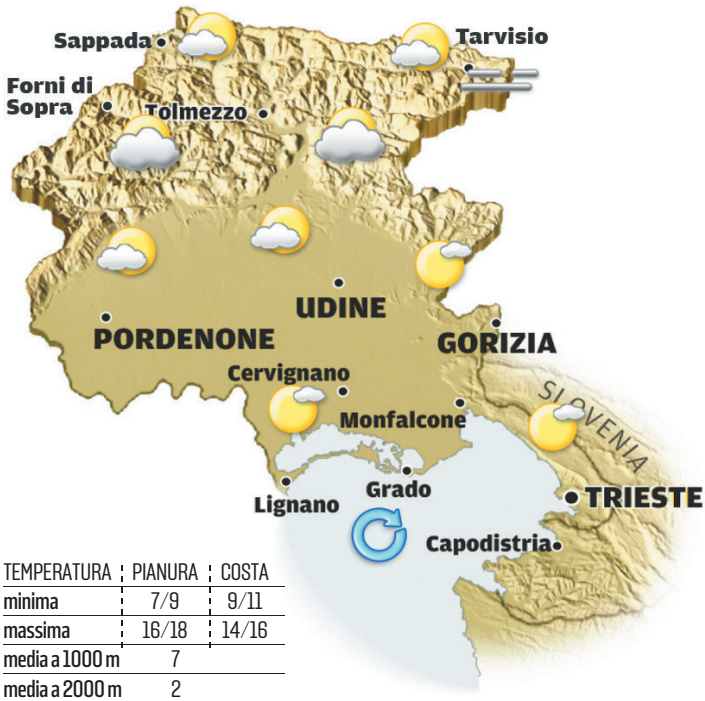 Sappada
Tarvisio
Forni di
Sopra
Tolmezzo
UDINE
PORDENONE
GORIZIA
Cervignano
SLOVENIA
Monfalcone
Lignano
Grado
TRIESTE
Capodistria
TEMPERATURA PIANURA COSTA
minima 7/9 9/11
massima 16/18 14/16
media a 1000 m 7
media a 2000 m 2